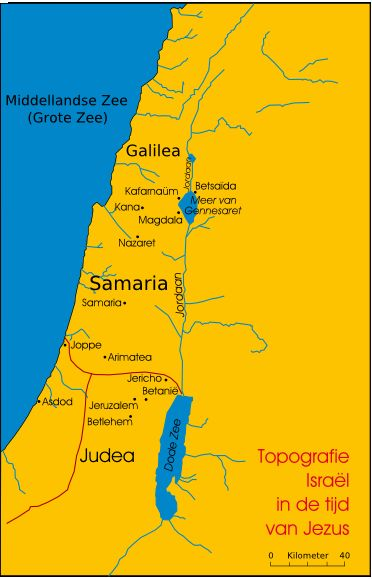 Middellandse Zee
(Grote Zee)
Galilea
Jordaan
Kafarnaüm
Betsaïda
Meer van
Gennesaret
Kana
Magdala
Nazaret
Samaria
Samaria
Jordaan
Joppe
Arimatea
Jericho
Betanië
Asdod
Jeruzalem
Betlehem
Judea
Dode Zee
Topografie
Israël
in de tijd
van Jezus
0 Kilometer 40